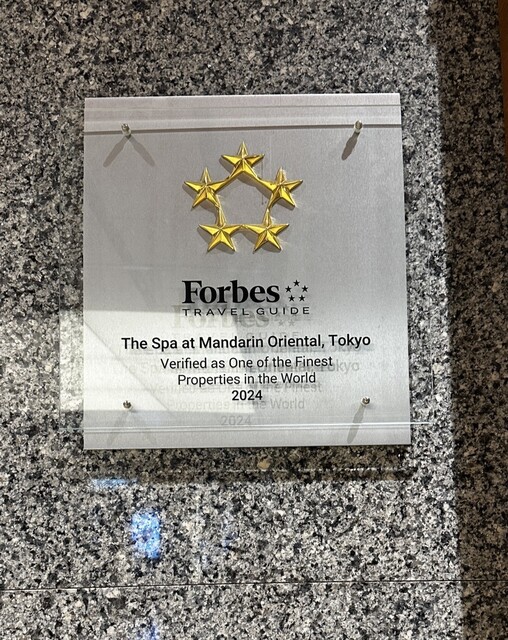 Forbes
TRAVEL GUIDE
The Spa at Mandarin Oriental, Tokyo
Verified as One of the Finest
Properties in the World
2024